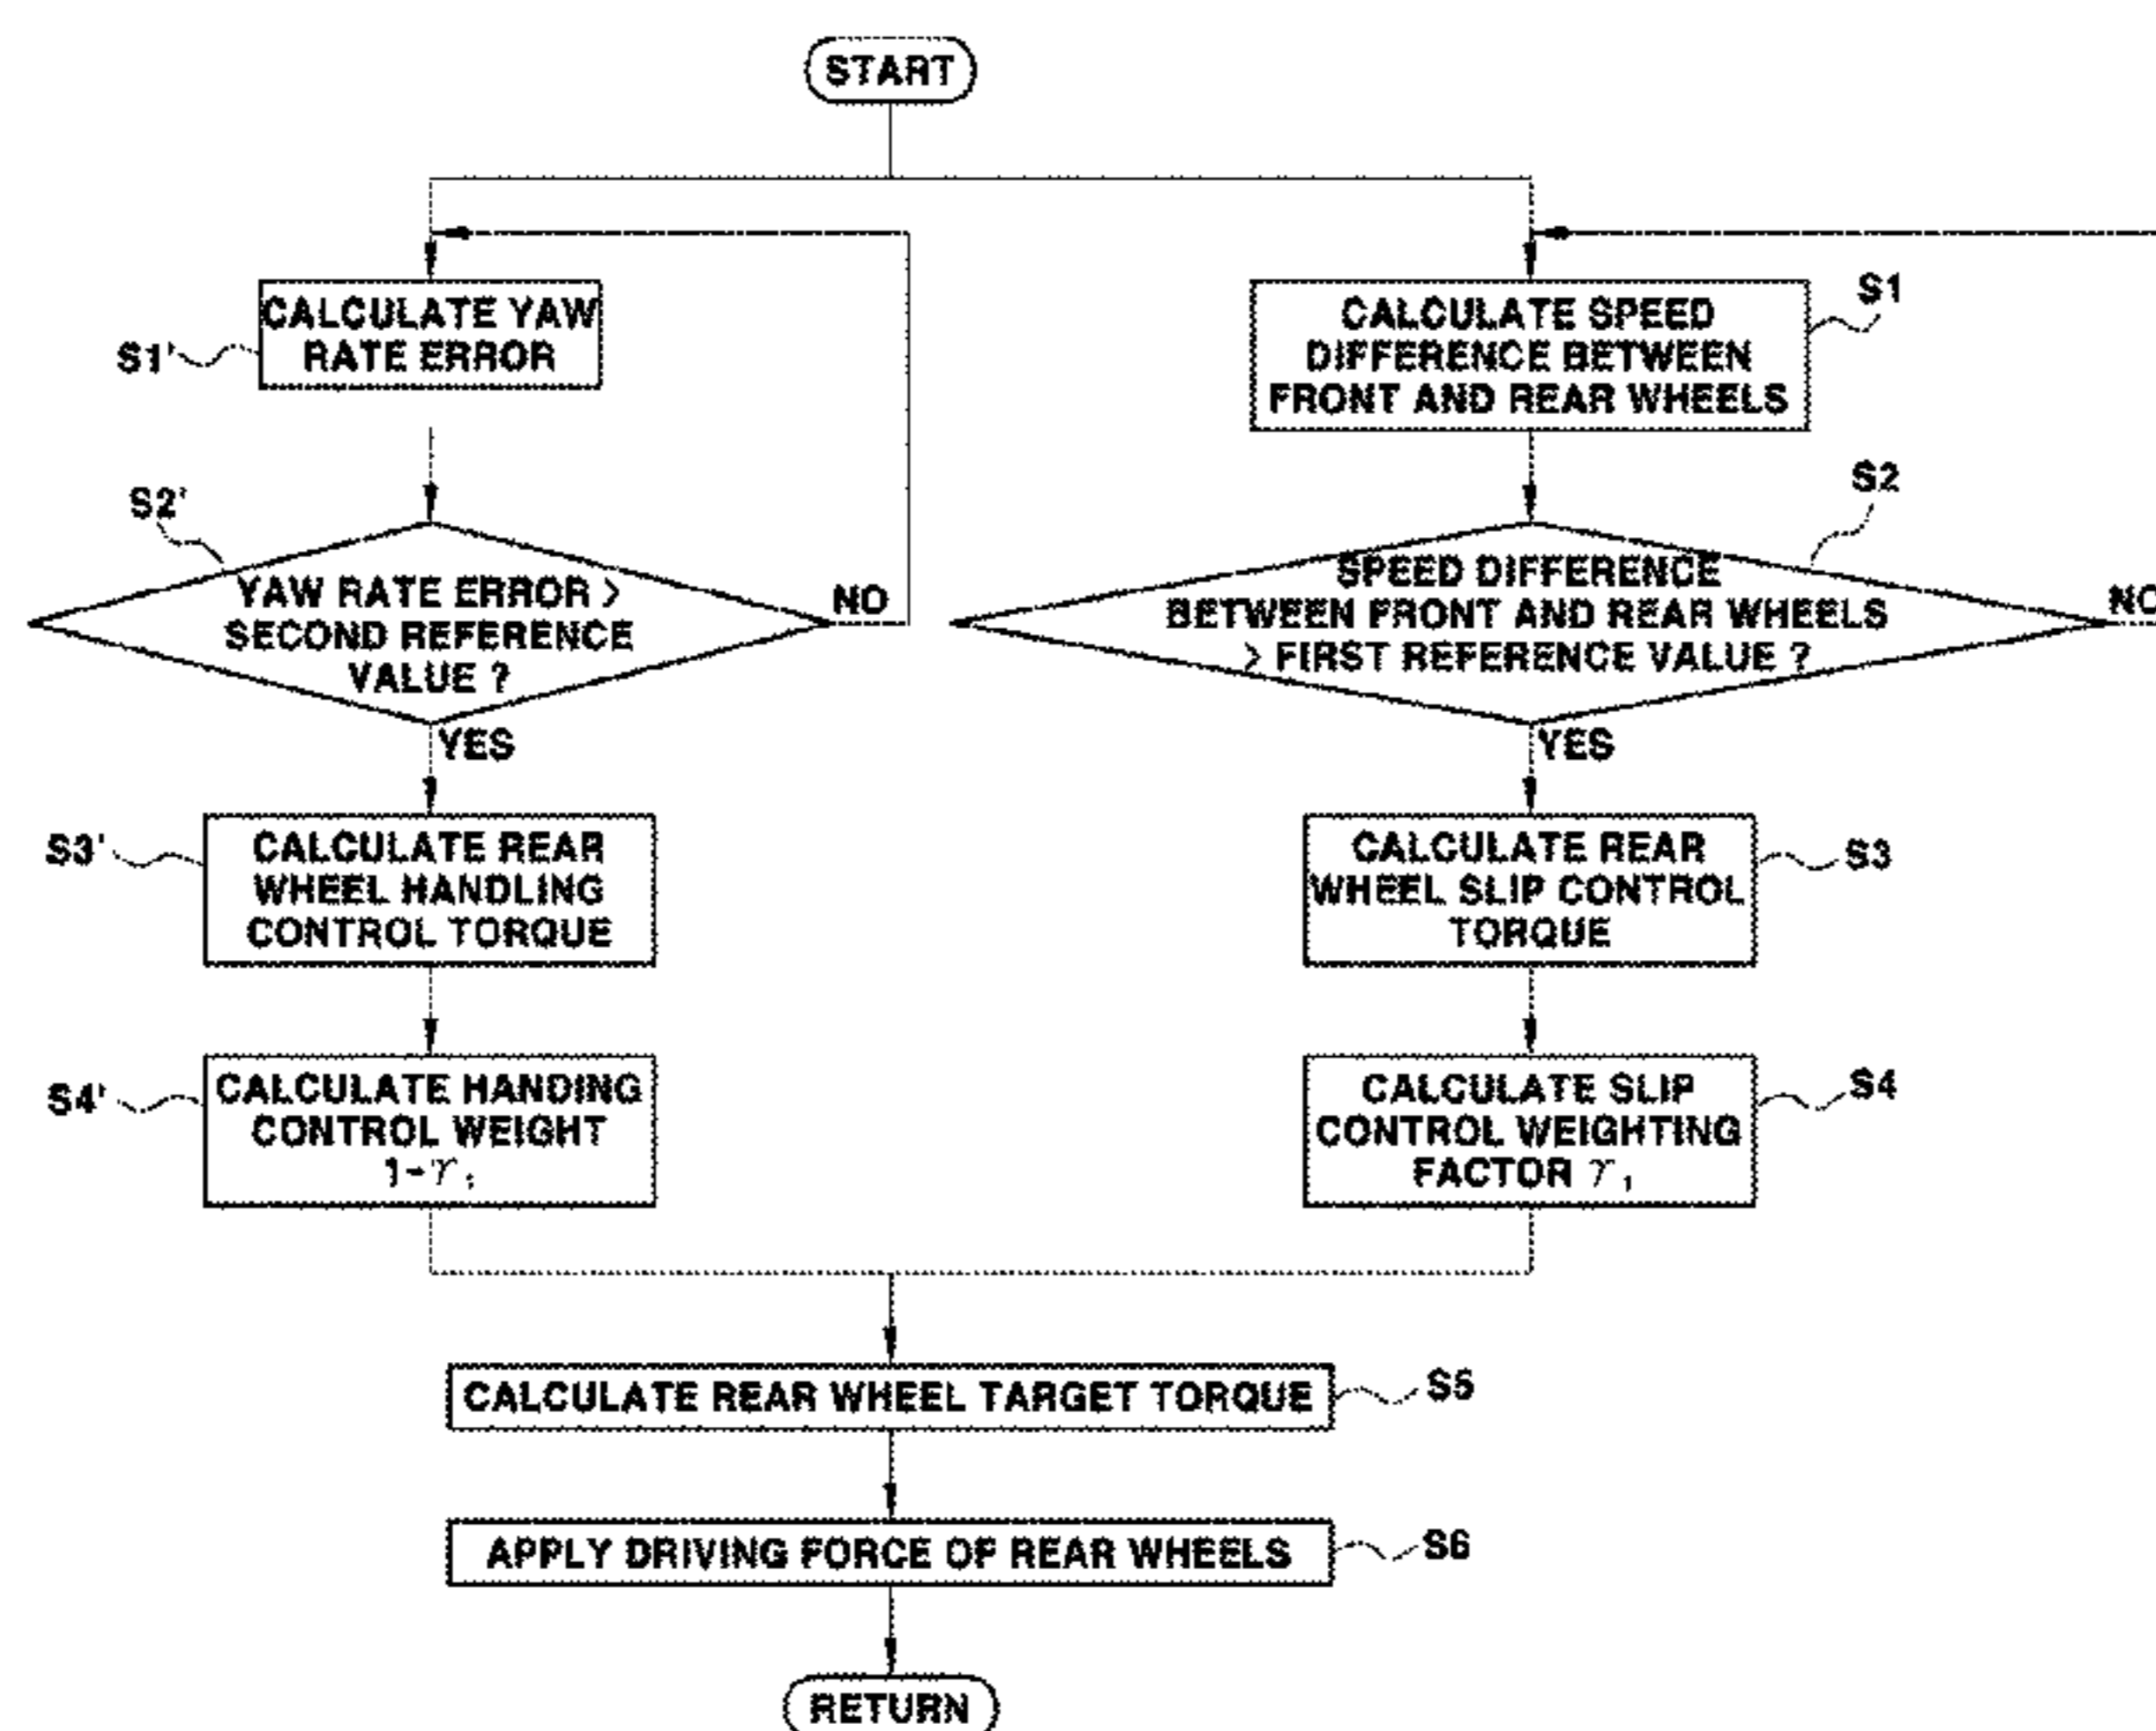 START
CALCULATE YAW
RATE ERROR
S1'
CALCULATE SPEED
DIFFERENCE BETWEEN
FRONT AND REAR WHEELS
S1
S2'
YAW RATE ERROR >
SECOND REFERENCE
VALUE ?
NO
YES
S2
SPEED DIFFERENCE
BETWEEN FRONT AND REAR WHEELS
> FIRST REFERENCE VALUE ?
NO
YES
S3'
CALCULATE REAR
WHEEL HANDLING
CONTROL TORQUE
CALCULATE REAR
WHEEL SLIP CONTROL
TORQUE
S3
S4'
CALCULATE HANDING
CONTROL WEIGHT
1-γ₁
CALCULATE SLIP
CONTROL WEIGHTING
FACTOR γ₁
S4
CALCULATE REAR WHEEL TARGET TORQUE
S5
APPLY DRIVING FORCE OF REAR WHEELS
S6
RETURN